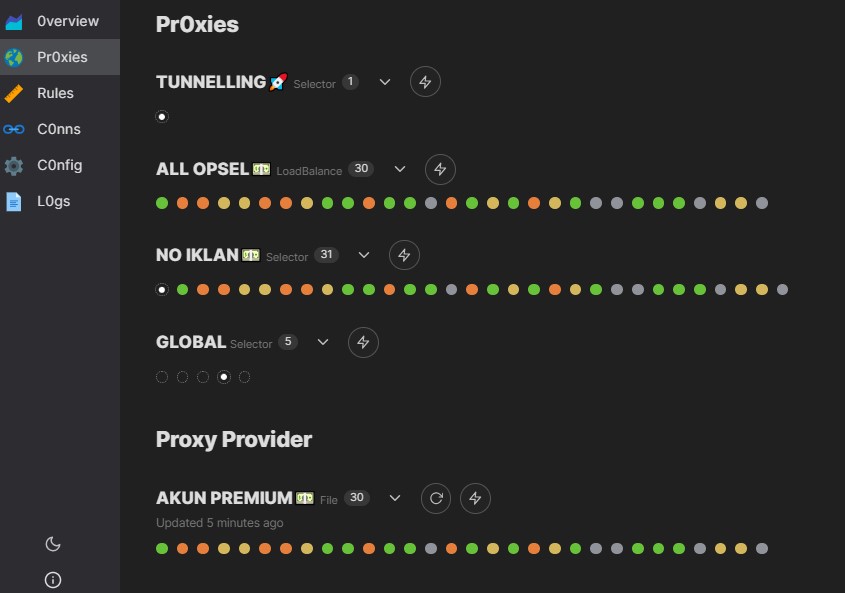 0verview
Pr0xies
Rules
C0nns
C0nfig
L0gs
Pr0xies
TUNNELLING🚀 Selector 1
ALL OPSEL LoadBalance 30
NO IKLAN Selector 31
GLOBAL Selector 5
Proxy Provider
AKUN PREMIUM File 30
Updated 5 minutes ago